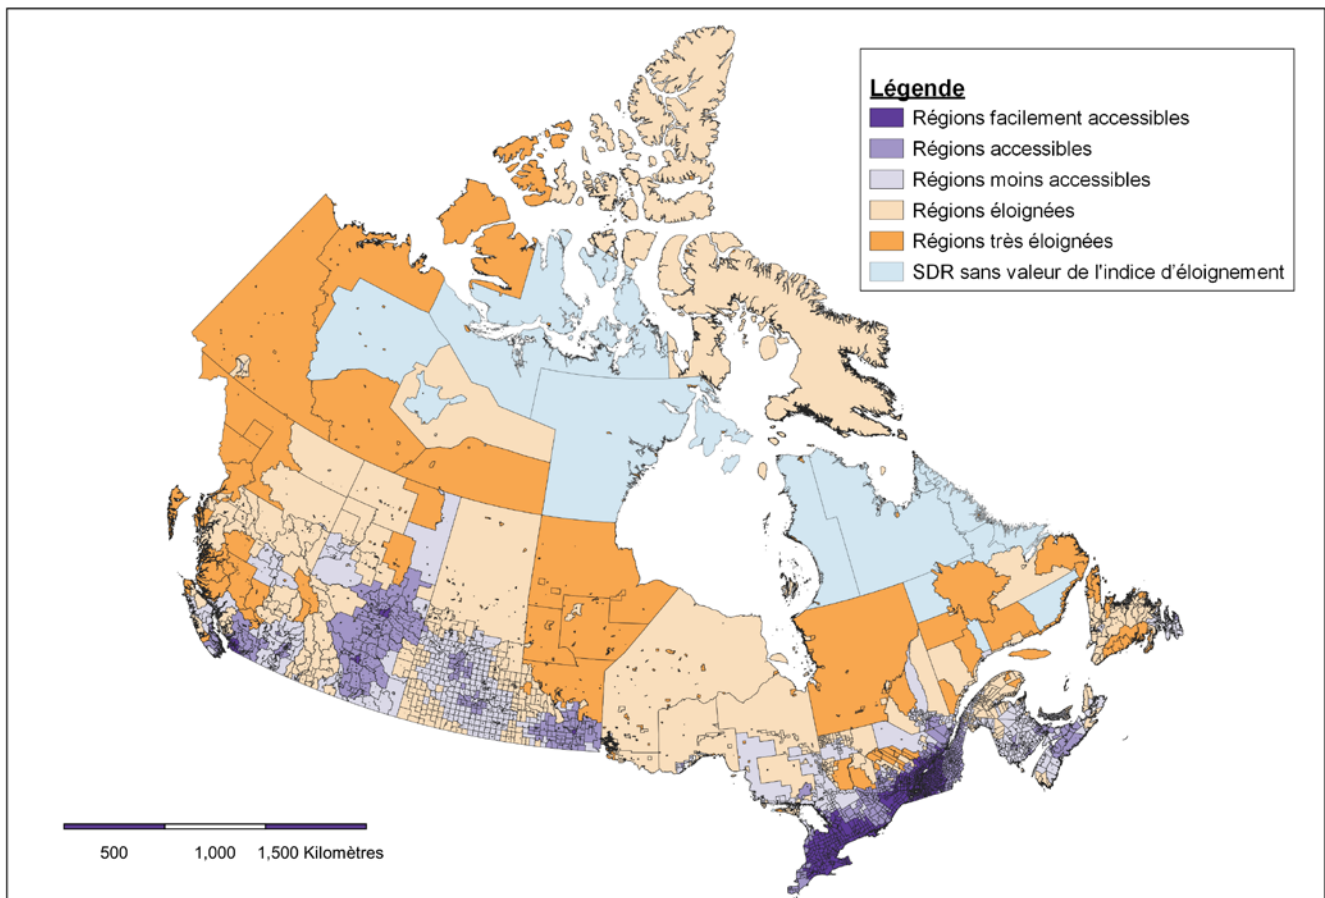 Légende
Régions facilement accessibles
Régions accessibles
Régions moins accessibles
Régions éloignées
Régions très éloignées
SDR sans valeur de l'indice d'éloignement
500 1,000 1,500 Kilomètres